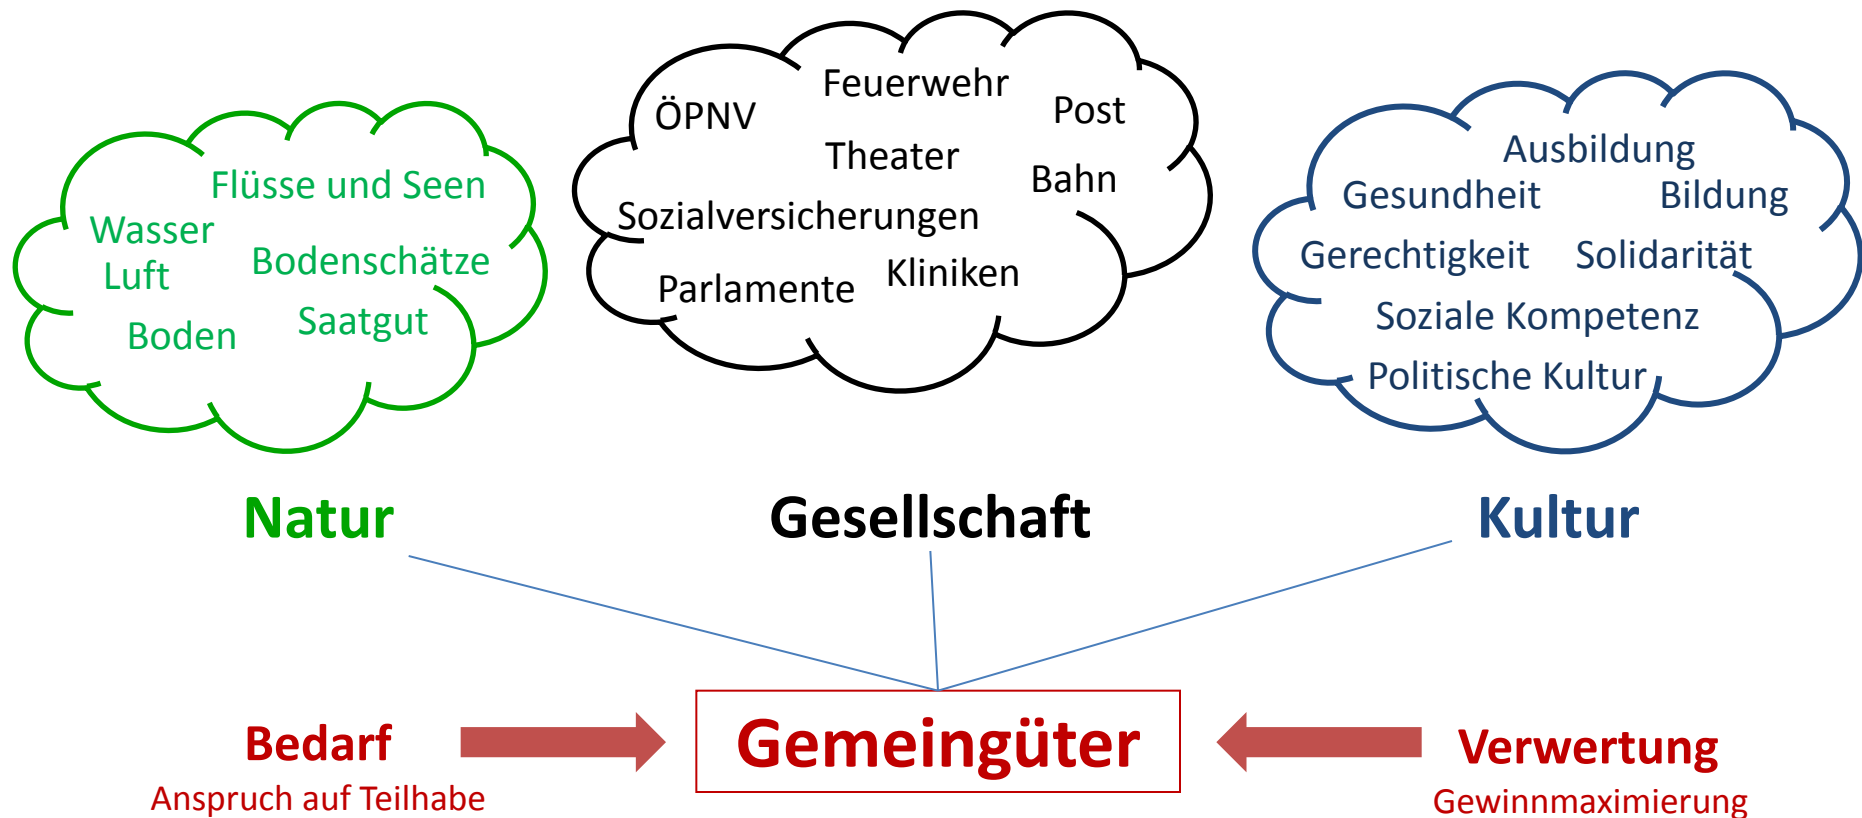 Flüsse und Seen
Wasser
Luft
Bodenschätze
Boden
Saatgut
Feuerwehr
ÖPNV
Post
Theater
Bahn
Sozialversicherungen
Kliniken
Parlamente
Ausbildung
Gesundheit
Bildung
Gerechtigkeit
Solidarität
Soziale Kompetenz
Politische Kultur
Natur
Gesellschaft
Kultur
Bedarf
Anspruch auf Teilhabe
Gemeingüter
Verwertung
Gewinnmaximierung